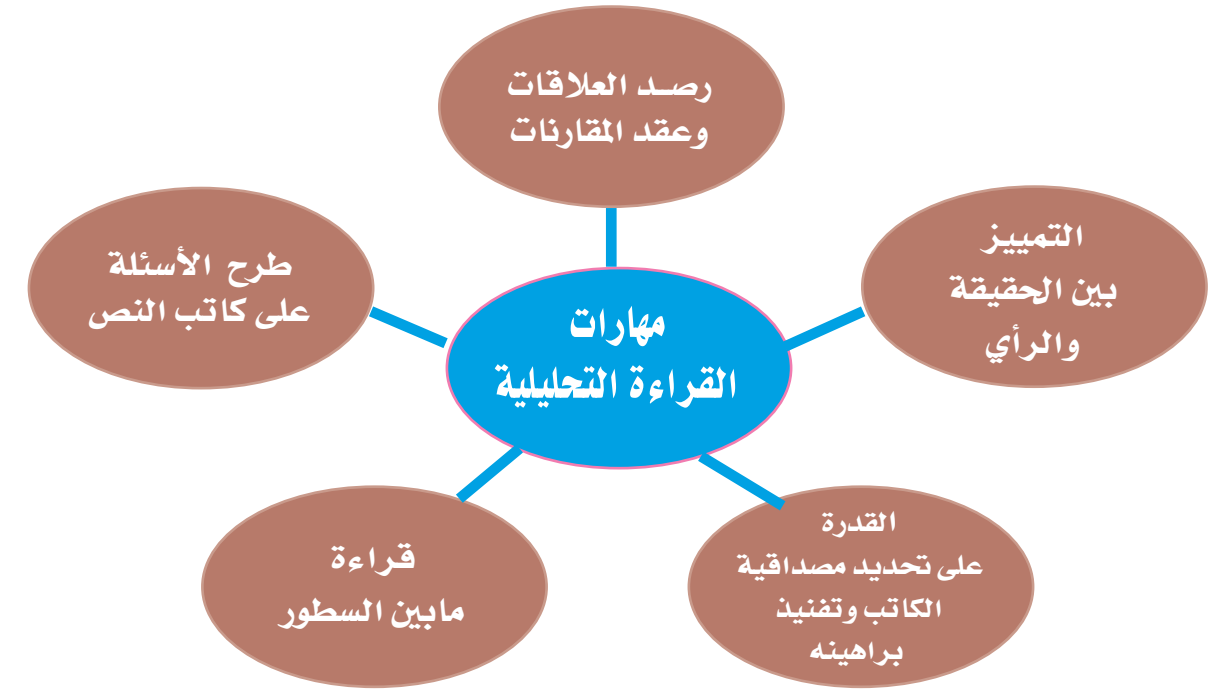 رصد العلاقات
وعقد المقارنات
التمييز
بين الحقيقة
والرأي
طرح الأسئلة
على كاتب النص
مهارات
القراءة التحليلية
القدرة
على تحديد مصداقية
الكاتب وتفنيذ
براهينه
قراءة
مابين السطور